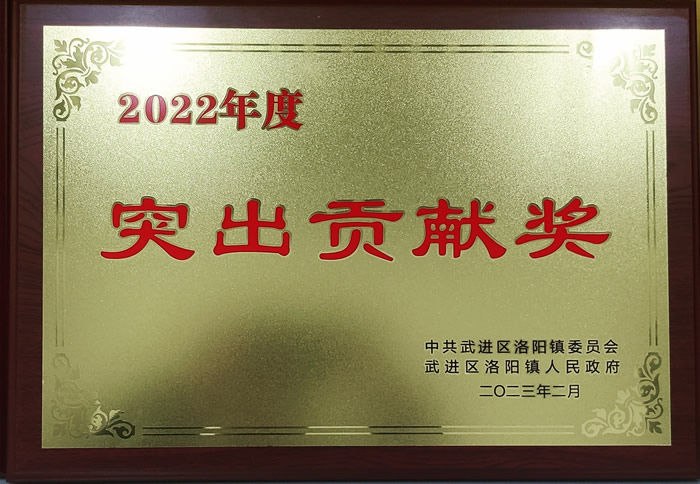 2022年度
突出贡献奖
中共武进区洛阳镇委员会
武进区洛阳镇人民政府
二〇二三年二月